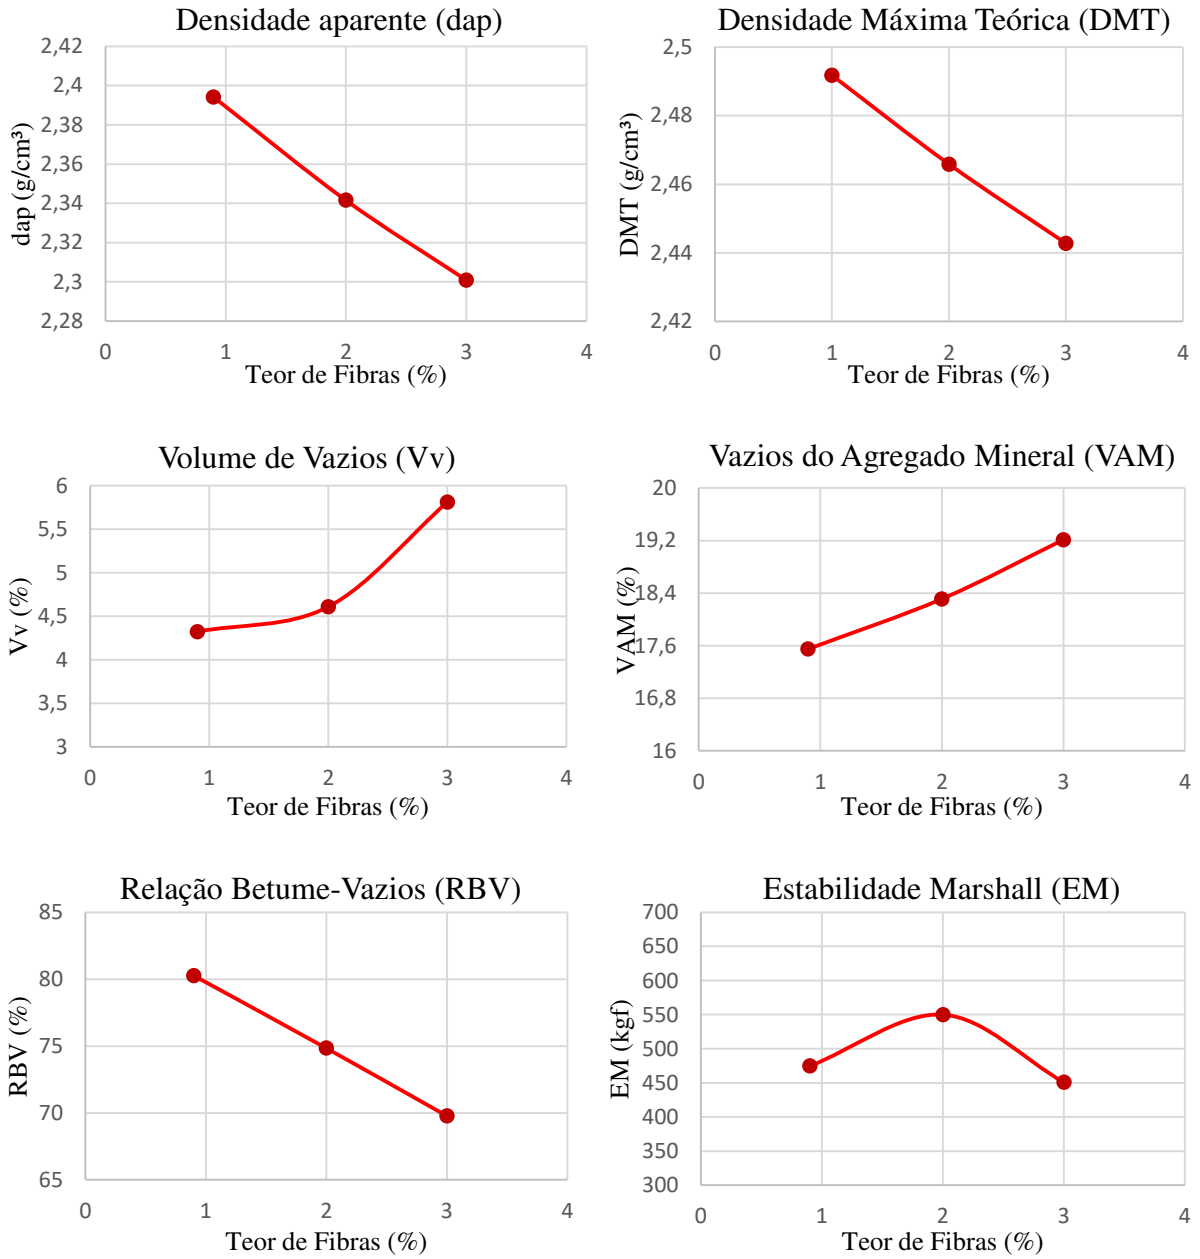 Densidade aparente (dap)
2,42
2,4
2,38
2,36
2,34
2,32
2,3
2,28
dap (g/cm³)
0 1 2 3 4
Teor de Fibras (%)
Densidade Máxima Teórica (DMT)
2,5
2,48
2,46
2,44
2,42
DMT (g/cm³)
0 1 2 3 4
Teor de Fibras (%)
Volume de Vazios (Vv)
6
5,5
5
4,5
4
3,5
3
Vv (%)
0 1 2 3 4
Teor de Fibras (%)
Vazios do Agregado Mineral (VAM)
20
19,2
18,4
17,6
16,8
16
VAM (%)
0 1 2 3 4
Teor de Fibras (%)
Relação Betume-Vazios (RBV)
85
80
75
70
65
RBV (%)
0 1 2 3 4
Teor de Fibras (%)
Estabilidade Marshall (EM)
700
650
600
550
500
450
400
350
300
EM (kgf)
0 1 2 3 4
Teor de Fibras (%)